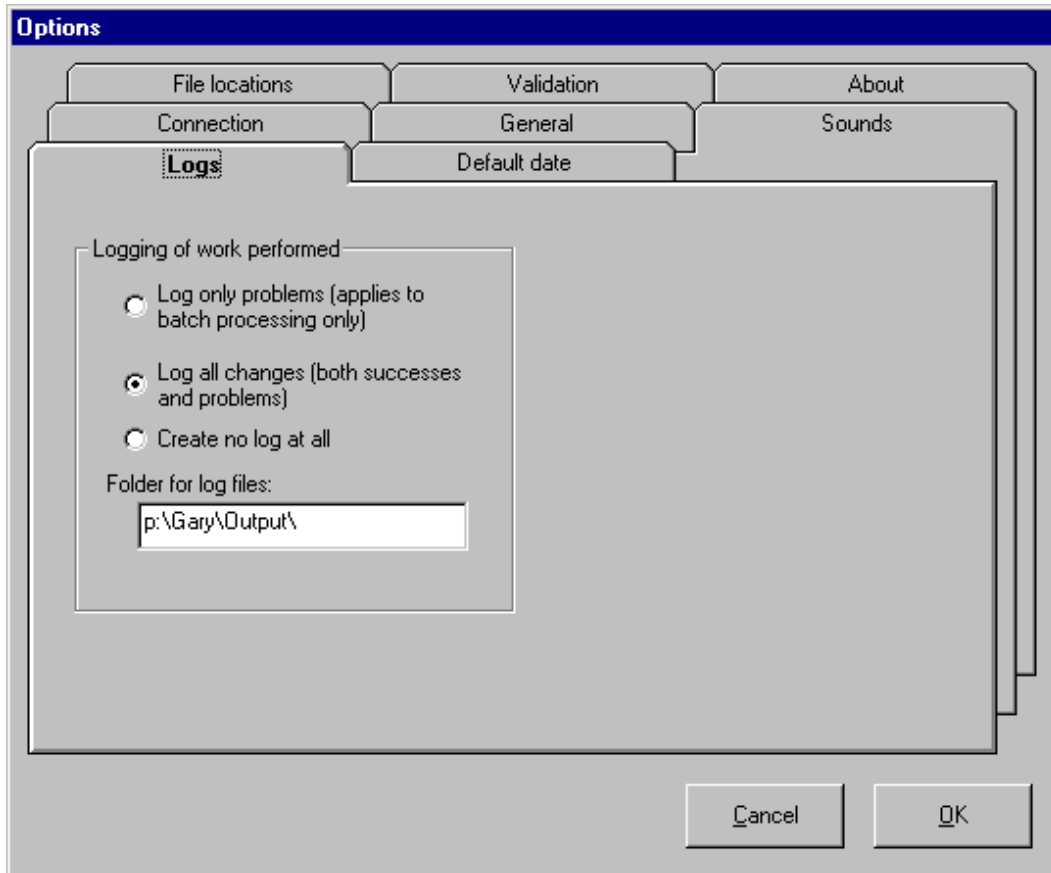 Options
File locations Validation About
Connection General Sounds
Logs Default date
Logging of work performed
Log only problems (applies to
batch processing only)
Log all changes (both successes
and problems)
Create no log at all
Folder for log files:
p:\Gary\Output\
Cancel OK